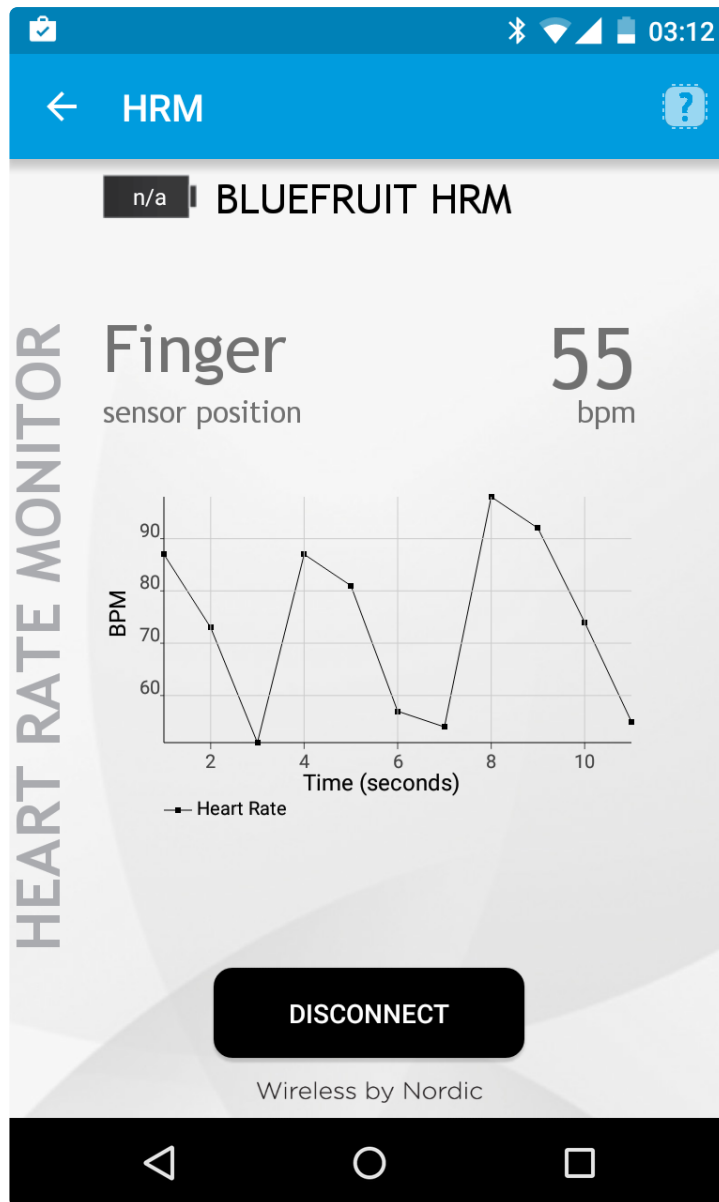 03:12
HRM
?
n/a BLUEFRUIT HRM
HEART RATE MONITOR
Finger 55
sensor position bpm
90
80
70
60
BPM
2 4 6 8 10
Time (seconds)
Heart Rate
DISCONNECT
Wireless by Nordic